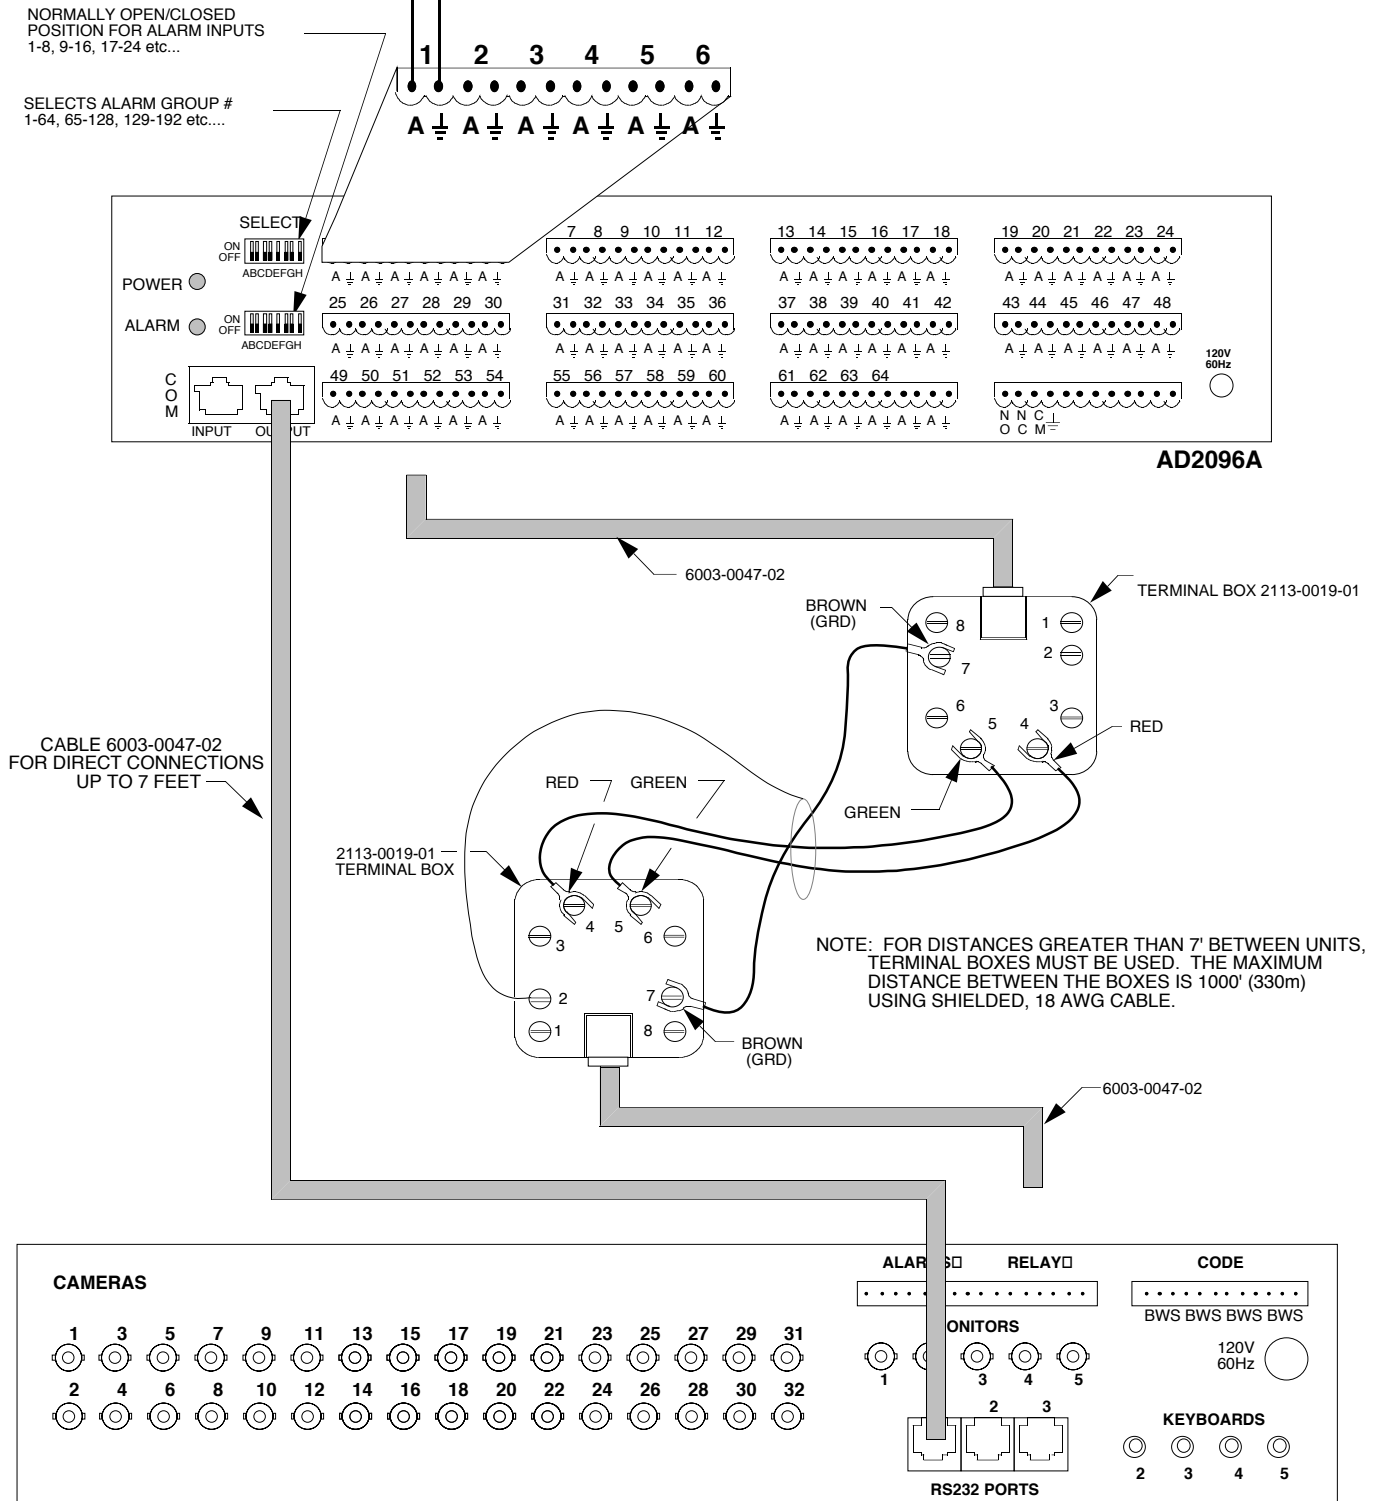 NORMALLY OPEN/CLOSED
POSITION FOR ALARM INPUTS
1-8, 9-16, 17-24 etc...
SELECTS ALARM GROUP #
1-64, 65-128, 129-192 etc....
1 2 3 4 5 6
A A A A A A
SELECT
ON
OFF
ABCDEFGH
POWER
ALARM
ON
OFF
ABCDEFGH
COM
INPUT
7 8 9 10 11 12
13 14 15 16 17 18
19 20 21 22 23 24
A A A A A A
A A A A A A
A A A A A A
A A A A A A
25 26 27 28 29 30
31 32 33 34 35 36
37 38 39 40 41 42
43 44 45 46 47 48
A A A A A A
A A A A A A
A A A A A A
A A A A A A
49 50 51 52 53 54
55 56 57 58 59 60
61 62 63 64
A A A A A A
A A A A A A
A A A A A A
N N C
O C M
120V
60Hz
AD2096A
6003-0047-02
TERMINAL BOX 2113-0019-01
BROWN
(GRD)
8 1
7 2
6 3
5 4
RED
GREEN
CABLE 6003-0047-02
FOR DIRECT CONNECTIONS
UP TO 7 FEET
RED GREEN
2113-0019-01
TERMINAL BOX
4 5
3 6
2 7
1 8
BROWN
(GRD)
NOTE: FOR DISTANCES GREATER THAN 7' BETWEEN UNITS,
TERMINAL BOXES MUST BE USED. THE MAXIMUM
DISTANCE BETWEEN THE BOXES IS 1000' (330m)
USING SHIELDED, 18 AWG CABLE.
6003-0047-02
CAMERAS
1 3 5 7 9 11 13 15 17 19 21 23 25 27 29 31
2 4 6 8 10 12 14 16 18 20 22 24 26 28 30 32
RELAY
CODE
BWS BWS BWS BWS
1 3 4 5
120V
60Hz
2 3
RS232 PORTS
KEYBOARDS
2 3 4 5